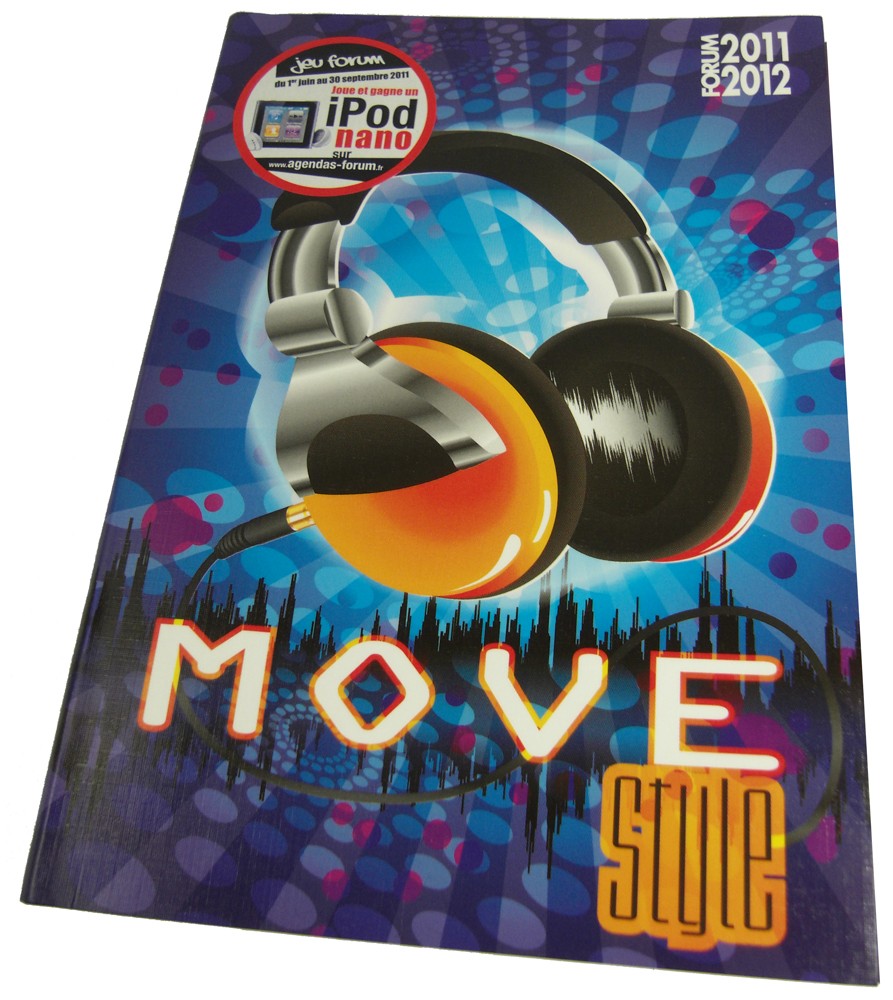 jeu forum
du 1er juin au 30 septembre 2011
Joue et gagne un
iPod
nano
sur
www.agendas-forum.fr
FORUM
2011
2012
MOVE
Style